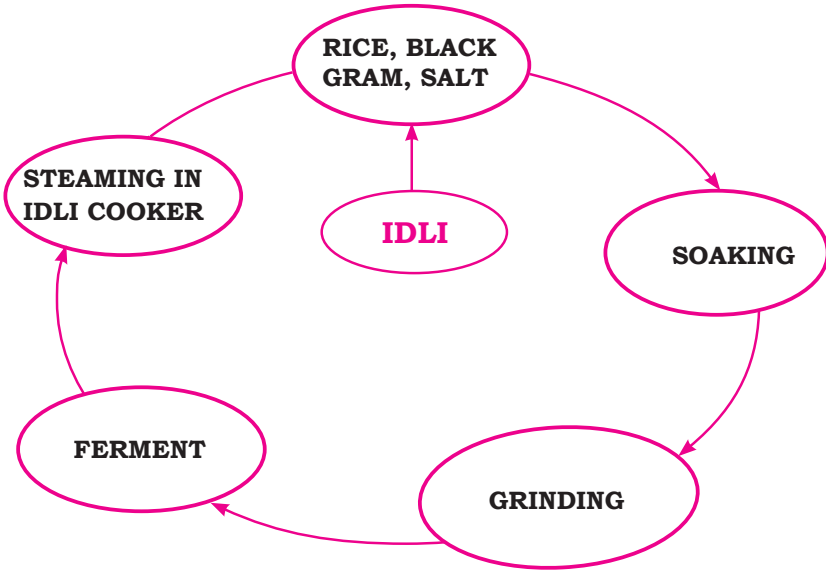 RICE, BLACK
GRAM, SALT
STEAMING IN
IDLI COOKER
IDLI
SOAKING
FERMENT
GRINDING